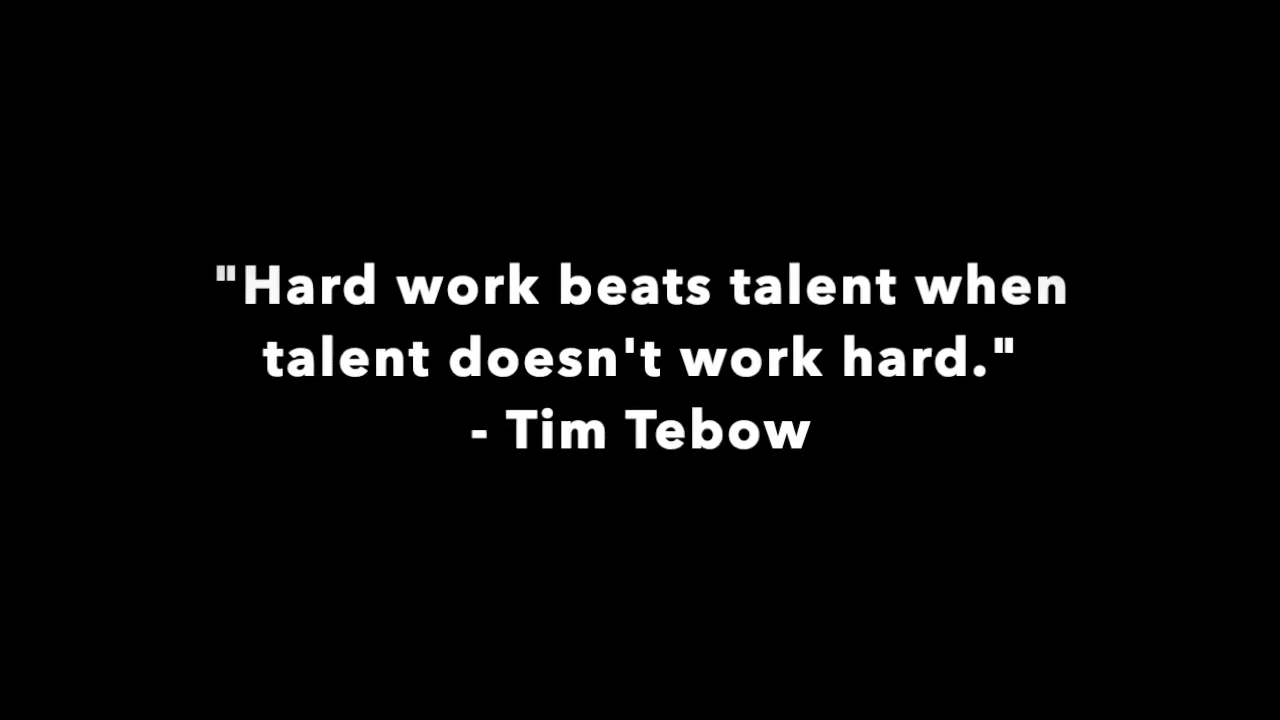 "Hard work beats talent when
talent doesn't work hard."
- Tim Tebow